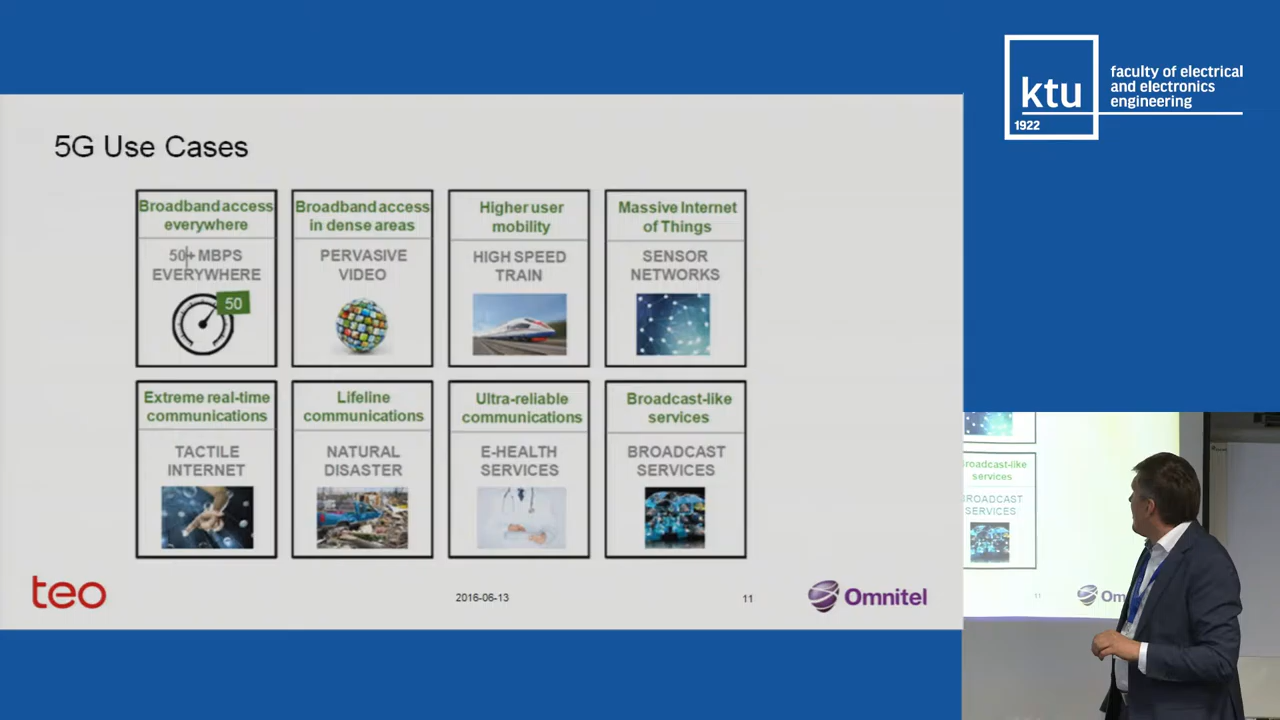 ktu
1922
faculty of electrical
and electronics
engineering
5G Use Cases
Broadband access
everywhere
50+ MBPS
EVERYWHERE
50
Broadband access
in dense areas
PERVASIVE
VIDEO
Higher user
mobility
HIGH SPEED
TRAIN
Massive Internet
of Things
SENSOR
NETWORKS
Extreme real-time
communications
TACTILE
INTERNET
Lifeline
communications
NATURAL
DISASTER
Ultra-reliable
communications
E-HEALTH
SERVICES
Broadcast-like
services
BROADCAST
SERVICES
teo
2016-06-13
11
Omnitel
Broadcast-like
services
BROADCAST
SERVICES
11
Om